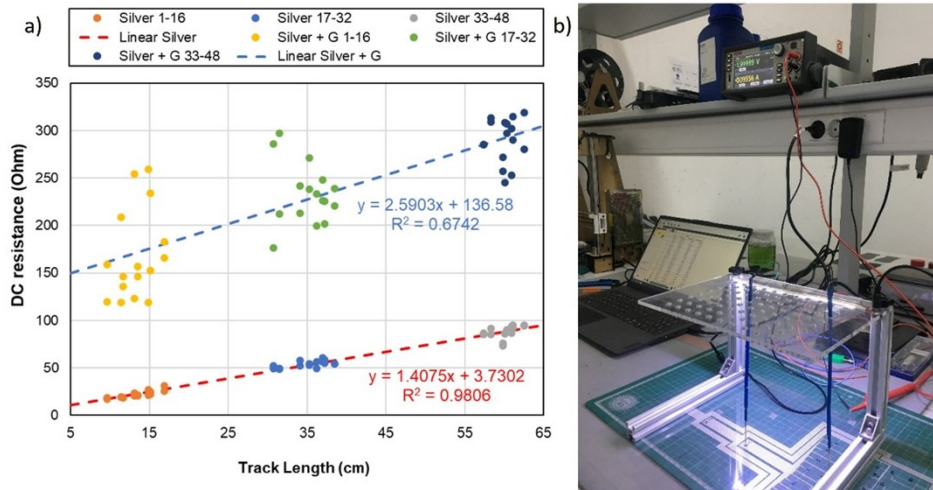 a)
Silver 1-16
Silver 17-32
Silver 33-48
Linear Silver
Silver + G 1-16
Silver + G 17-32
Silver + G 33-48
Linear Silver + G
350
300
250
200
150
100
50
0
DC resistance (Ohm)
y = 2.5903x + 136.58
R² = 0.6742
y = 1.4075x + 3.7302
R² = 0.9806
5 15 25 35 45 55 65
Track Length (cm)
b)